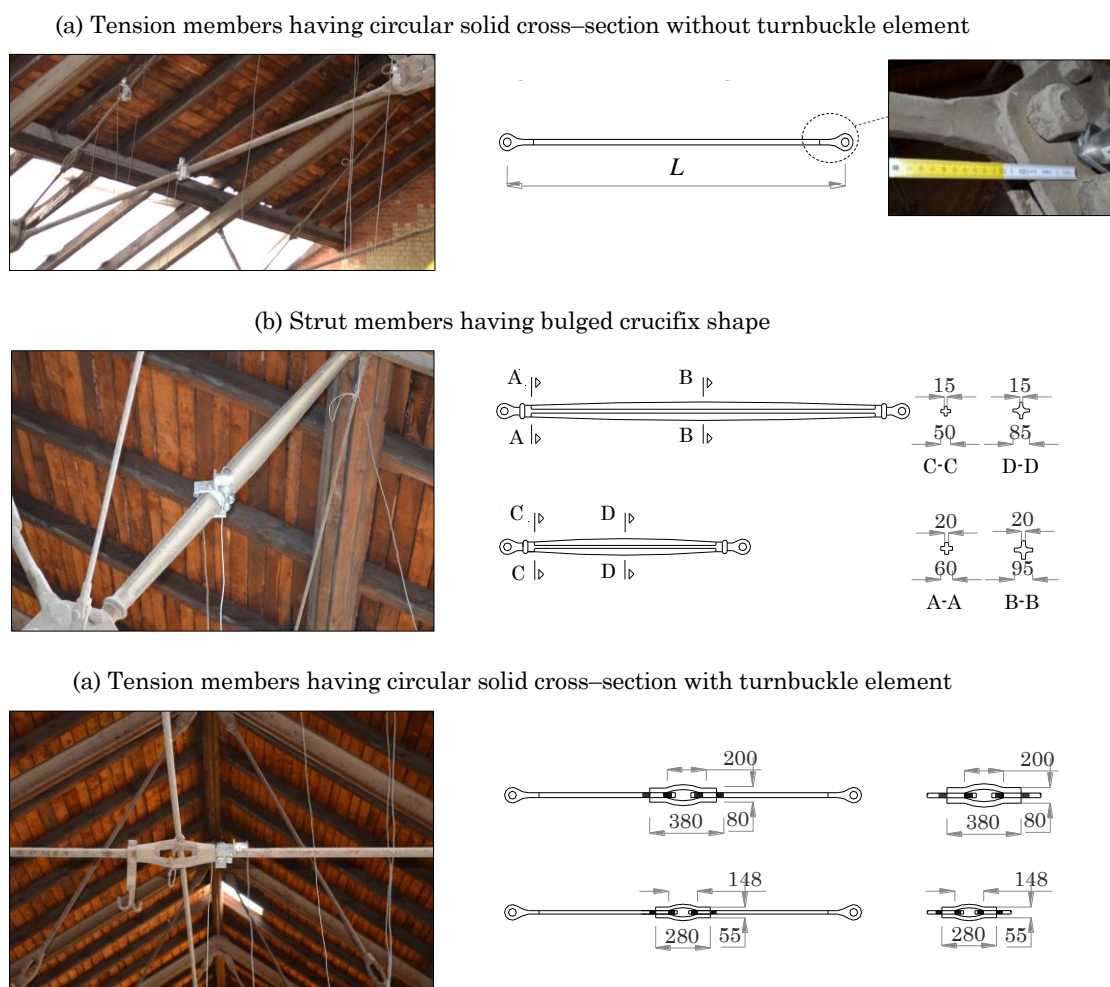 (a) Tension members having circular solid cross–section without turnbuckle element
L
(b) Strut members having bulged crucifix shape
A
B
A
B
15
15
50
85
C-C
D-D
C
D
C
D
20
20
60
95
A-A
B-B
(a) Tension members having circular solid cross–section with turnbuckle element
200
200
380
80
380
80
148
148
280
55
280
55